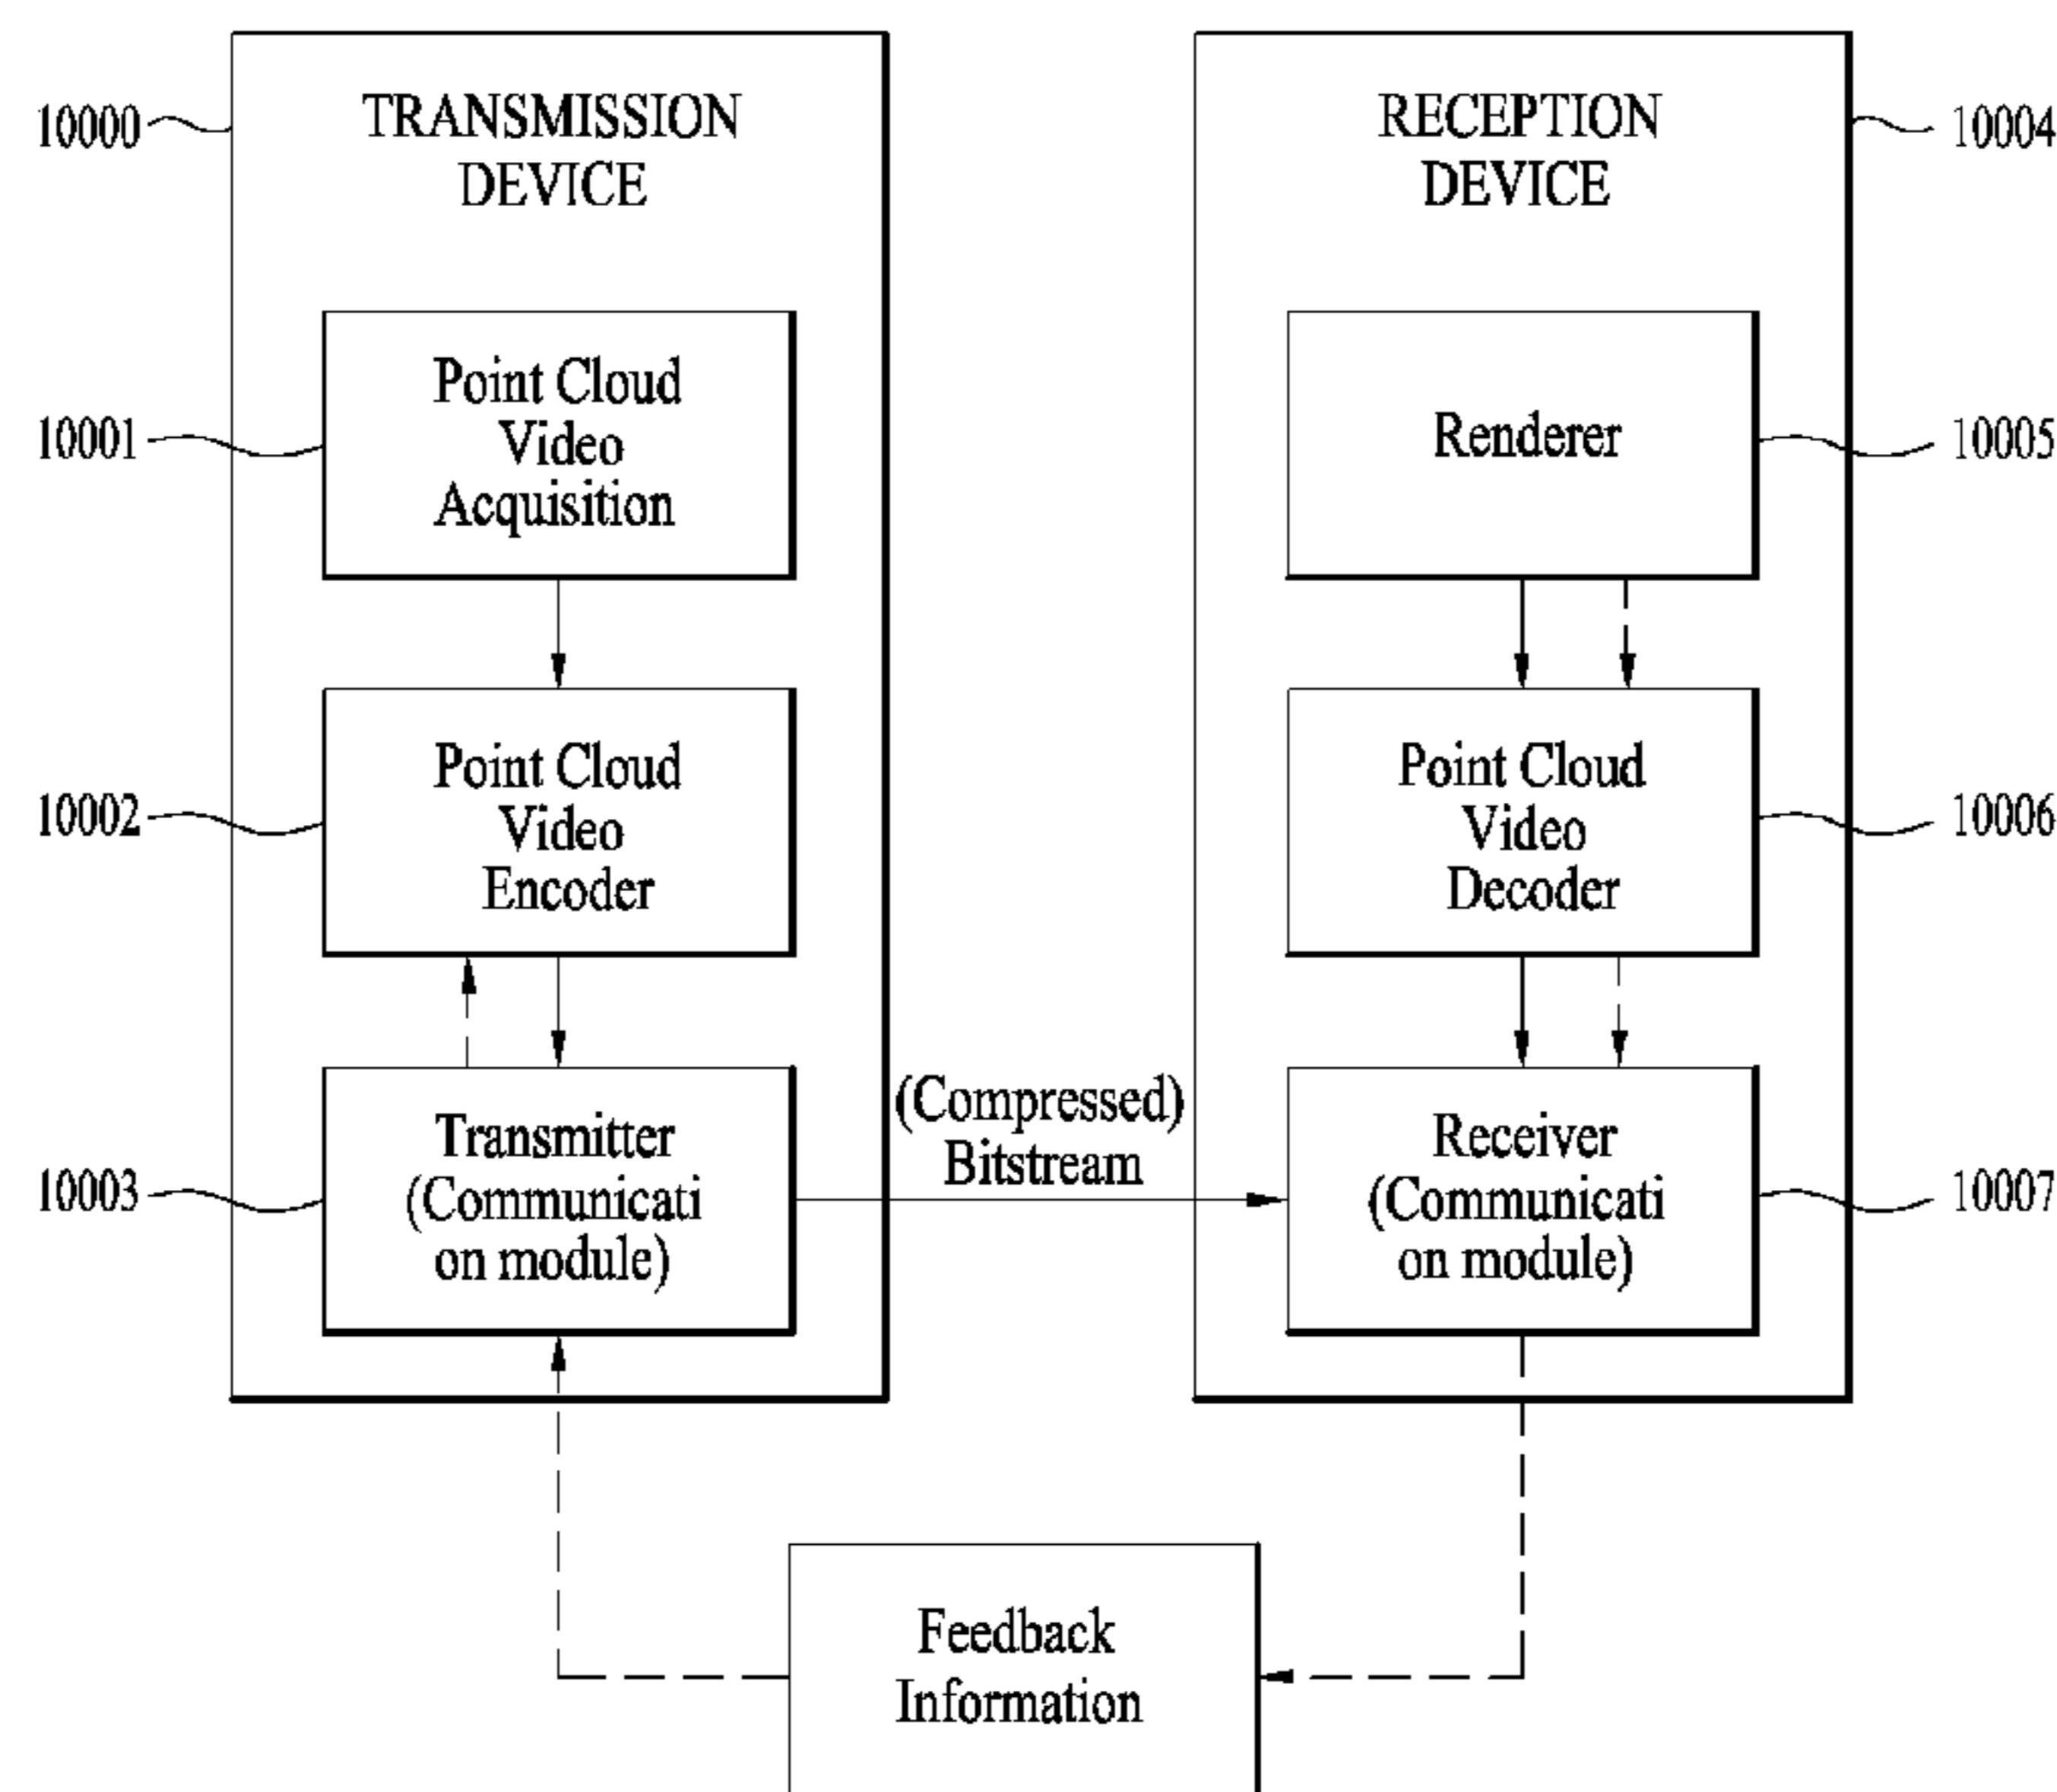 10000
TRANSMISSION
DEVICE
10001
Point Cloud
Video
Acquisition
10002
Point Cloud
Video
Encoder
10003
Transmitter
(Communicati
on module)
(Compressed)
Bitstream
RECEPTION
DEVICE
10004
Renderer
10005
Point Cloud
Video
Decoder
10006
Receiver
(Communicati
on module)
10007
Feedback
Information